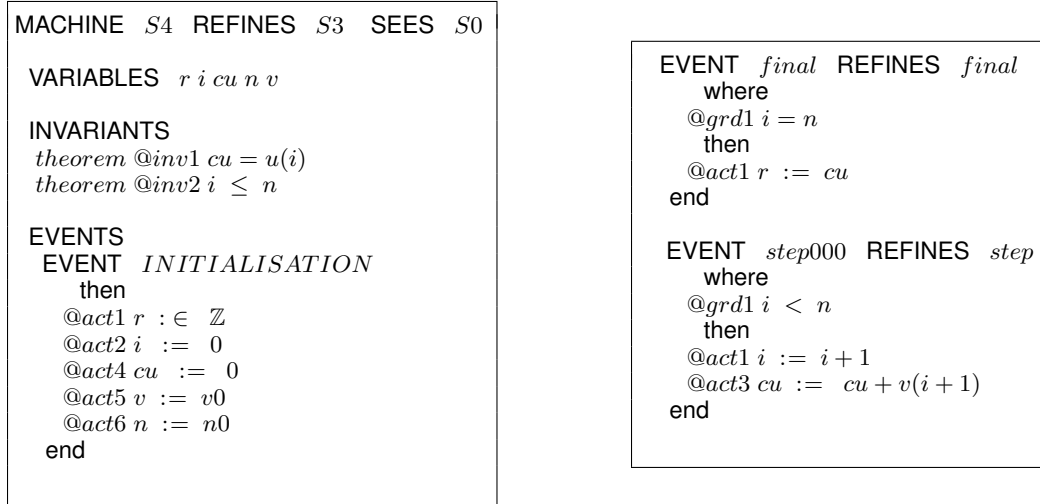 MACHINE S4 REFINES S3 SEES S0
VARIABLES r i cu n v
INVARIANTS
theorem @inv1 cu = u(i)
theorem @inv2 i ≤ n
EVENTS
EVENT INITIALISATION
then
@act1 r :∈ ℤ
@act2 i := 0
@act4 cu := 0
@act5 v := v0
@act6 n := n0
end
EVENT final REFINES final
where
@grd1 i = n
then
@act1 r := cu
end
EVENT step000 REFINES step
where
@grd1 i < n
then
@act1 i := i + 1
@act3 cu := cu + v(i + 1)
end